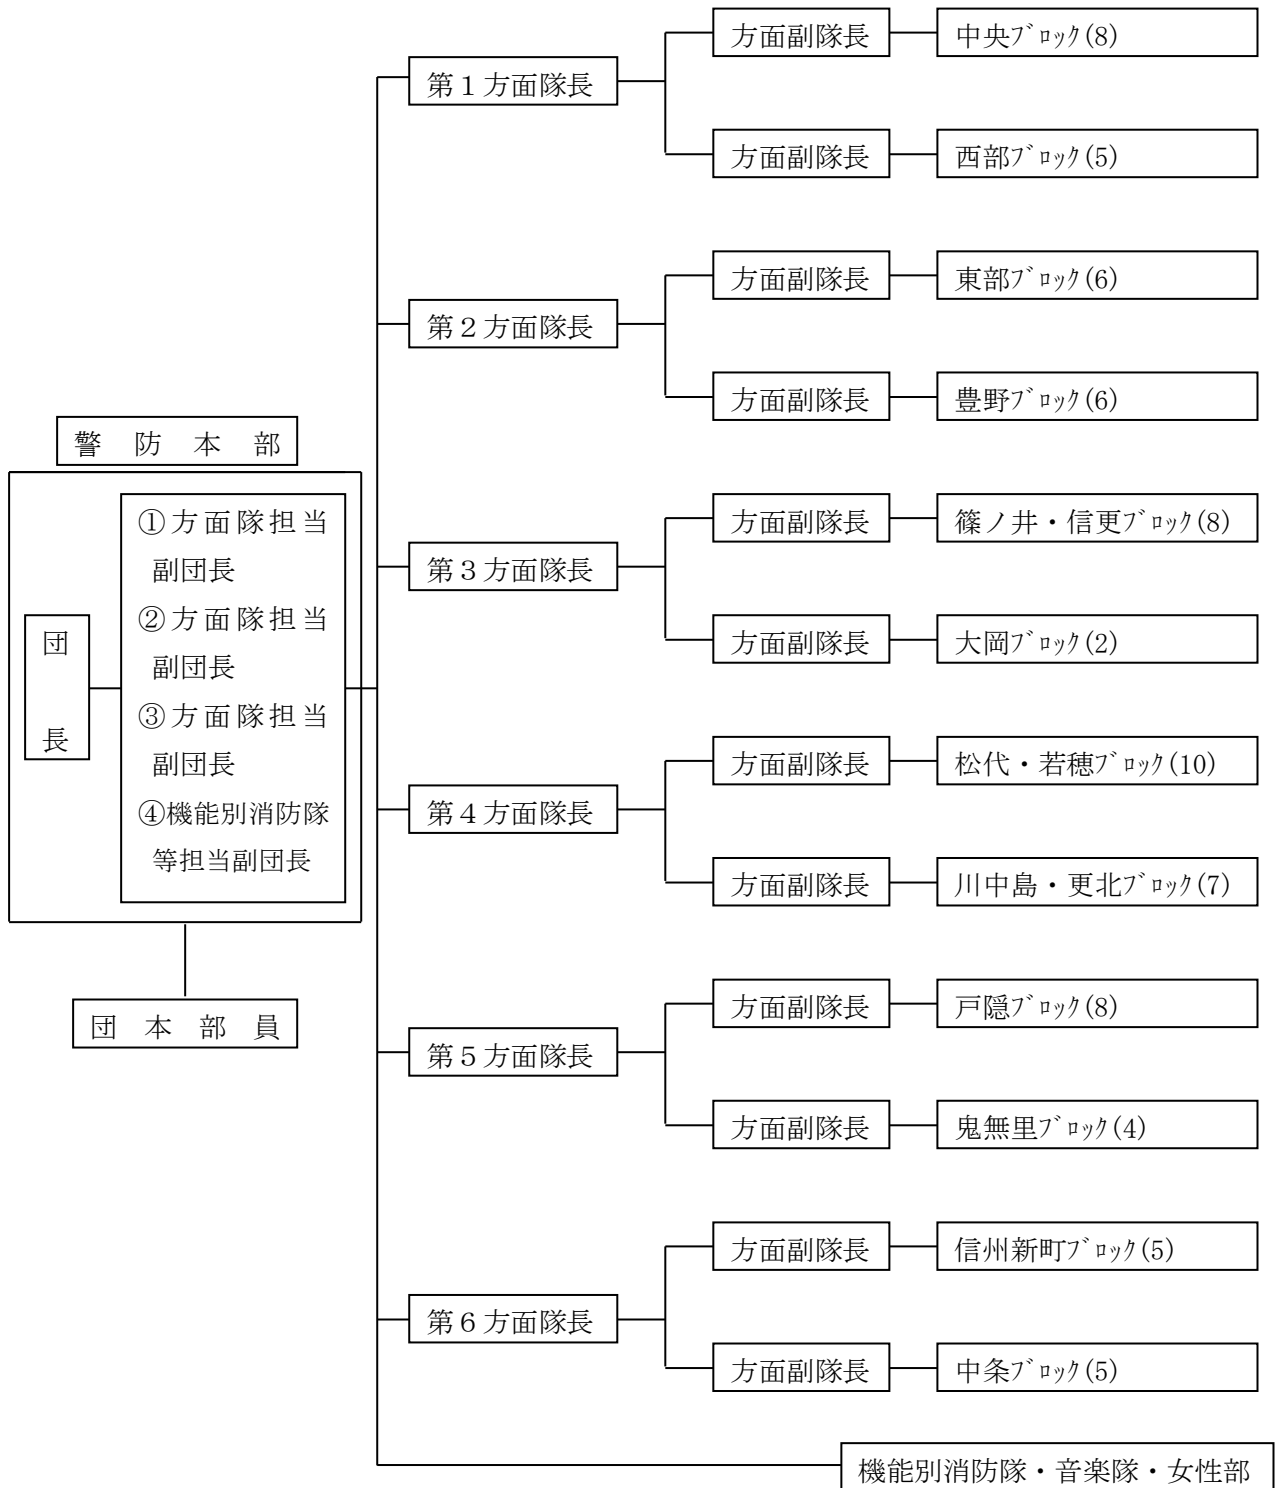 方面副隊長
中央ﾌﾞﾛｯｸ(8)
第１方面隊長
方面副隊長
西部ﾌﾞﾛｯｸ(5)
方面副隊長
東部ﾌﾞﾛｯｸ(6)
第２方面隊長
方面副隊長
豊野ﾌﾞﾛｯｸ(6)
警防本部
団長
①方面隊担当
副団長
②方面隊担当
副団長
③方面隊担当
副団長
④機能別消防隊
等担当副団長
団本部員
方面副隊長
篠ノ井・信更ﾌﾞﾛｯｸ(8)
第３方面隊長
方面副隊長
大岡ﾌﾞﾛｯｸ(2)
方面副隊長
松代・若穂ﾌﾞﾛｯｸ(10)
第４方面隊長
方面副隊長
川中島・更北ﾌﾞﾛｯｸ(7)
方面副隊長
戸隠ﾌﾞﾛｯｸ(8)
第５方面隊長
方面副隊長
鬼無里ﾌﾞﾛｯｸ(4)
方面副隊長
信州新町ﾌﾞﾛｯｸ(5)
第６方面隊長
方面副隊長
中条ﾌﾞﾛｯｸ(5)
機能別消防隊・音楽隊・女性部